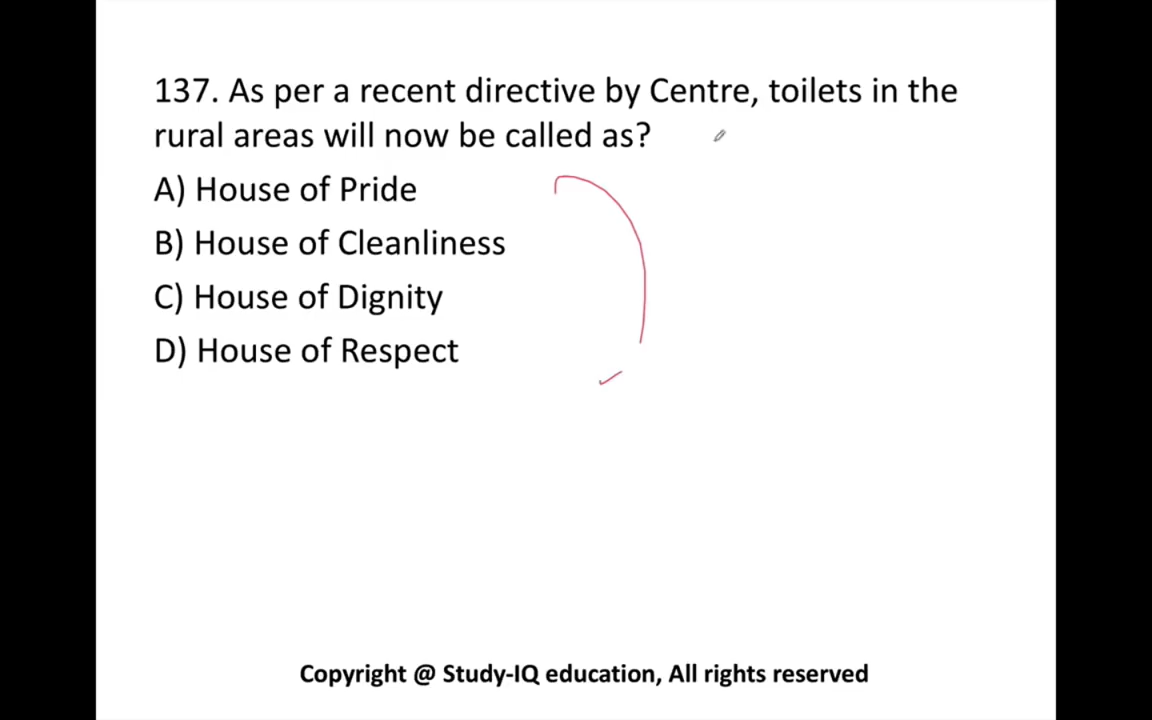 137. As per a recent directive by Centre, toilets in the
rural areas will now be called as?
A) House of Pride
B) House of Cleanliness
C) House of Dignity
D) House of Respect
Copyright @ Study-IQ education, All rights reserved